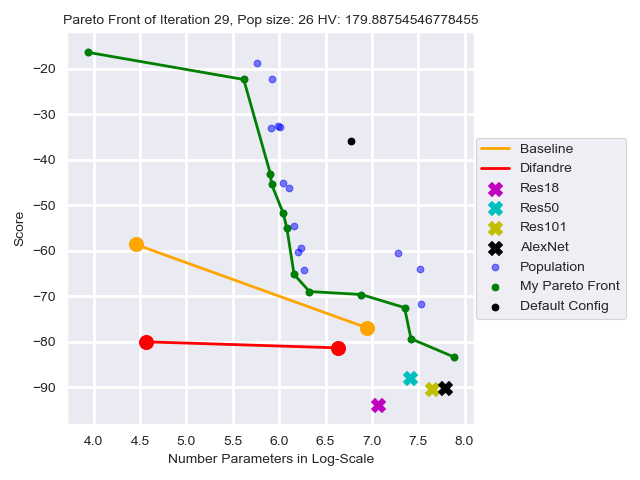 Pareto Front of Iteration 29, Pop size: 26 HV: 179.88754546778455
−20
−30
−40
−50
−60
−70
−80
−90
Score
4.0 4.5 5.0 5.5 6.0 6.5 7.0 7.5 8.0
Number Parameters in Log-Scale
Baseline
Difandre
Res18
Res50
Res101
AlexNet
Population
My Pareto Front
Default Config